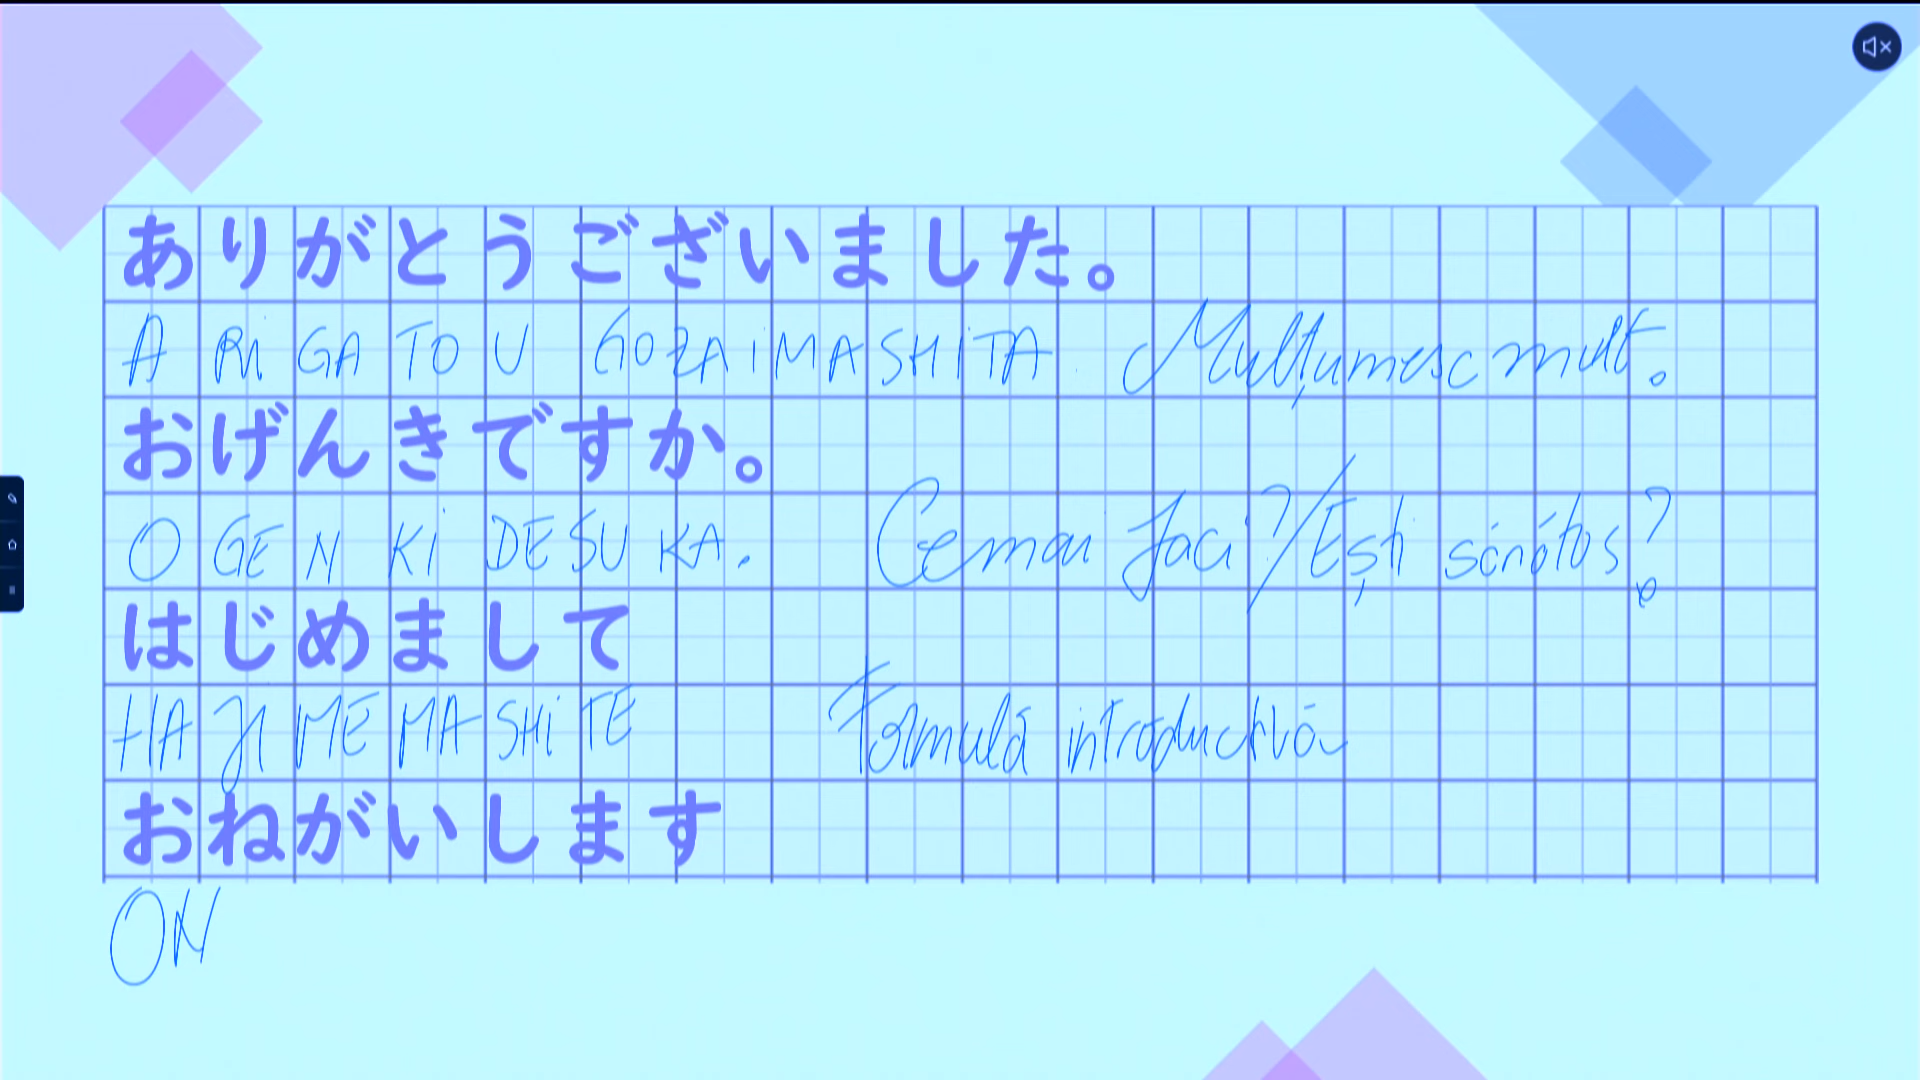 ありがとうございました。
A RI GA TO U GOZAIMASHITA Mulțumesc mult.
おげんきですか。
O GE N KI DE SU KA. Ce mai faci?/Ești sănătos?
はじめまして
HA JI ME MA SHI TE Formulă introductivă
おねがいします
ON